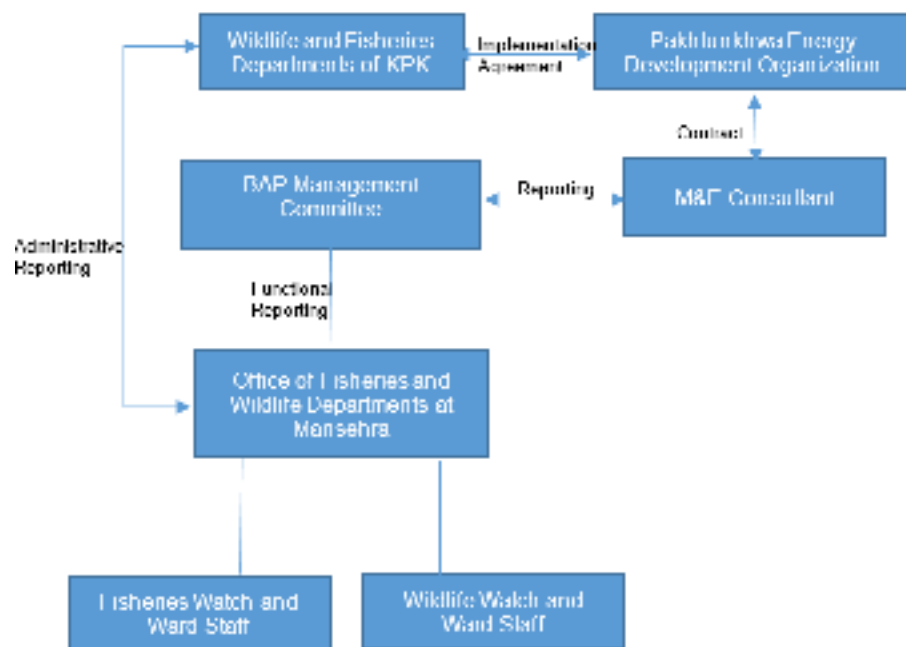 Wildlife and Fisheries
Departments of KPK
Implementation
Agreement
Pakhtunkhwa Energy
Development Organization
Contract
BAP Management
Committee
Reporting
M&E Consultant
Administrative
Reporting
Functional
Reporting
Office of Fisheries and
Wildlife Departments at
Mansehra
Fisheries Watch and
Ward Staff
Wildlife Watch and
Ward Staff